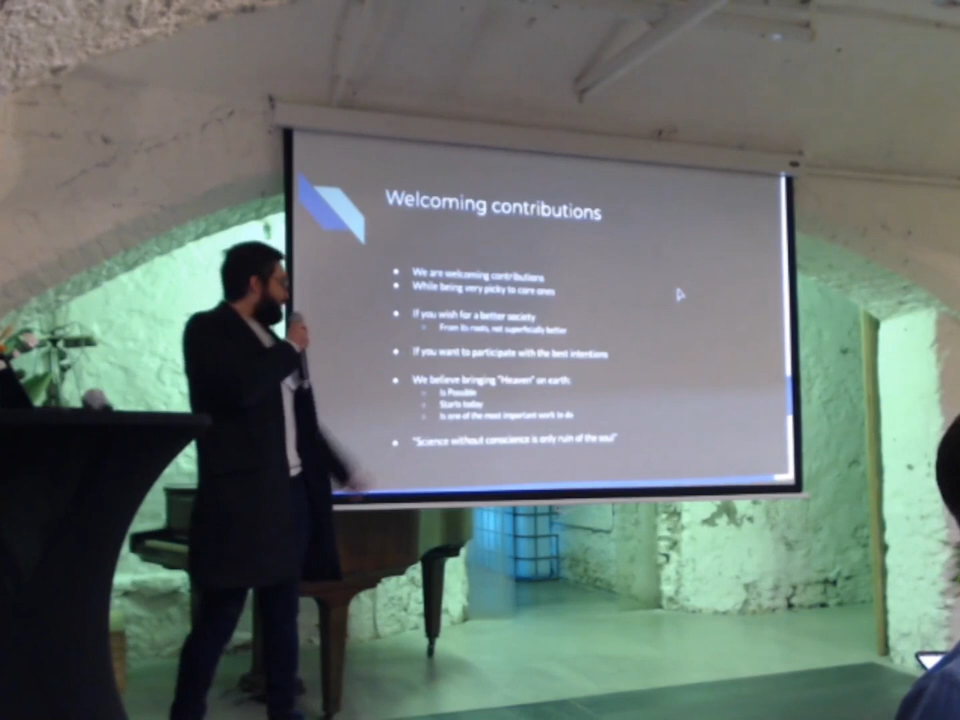 Welcoming contributions
We are welcoming contributions
While being very picky to core ones
If you wish for a better society
From its roots, not superficially better
If you want to participate with the best intentions
We believe bringing "Heaven" on earth:
Is Possible
Starts today
Is one of the most important work to do
"Science without conscience is only ruin of the soul"